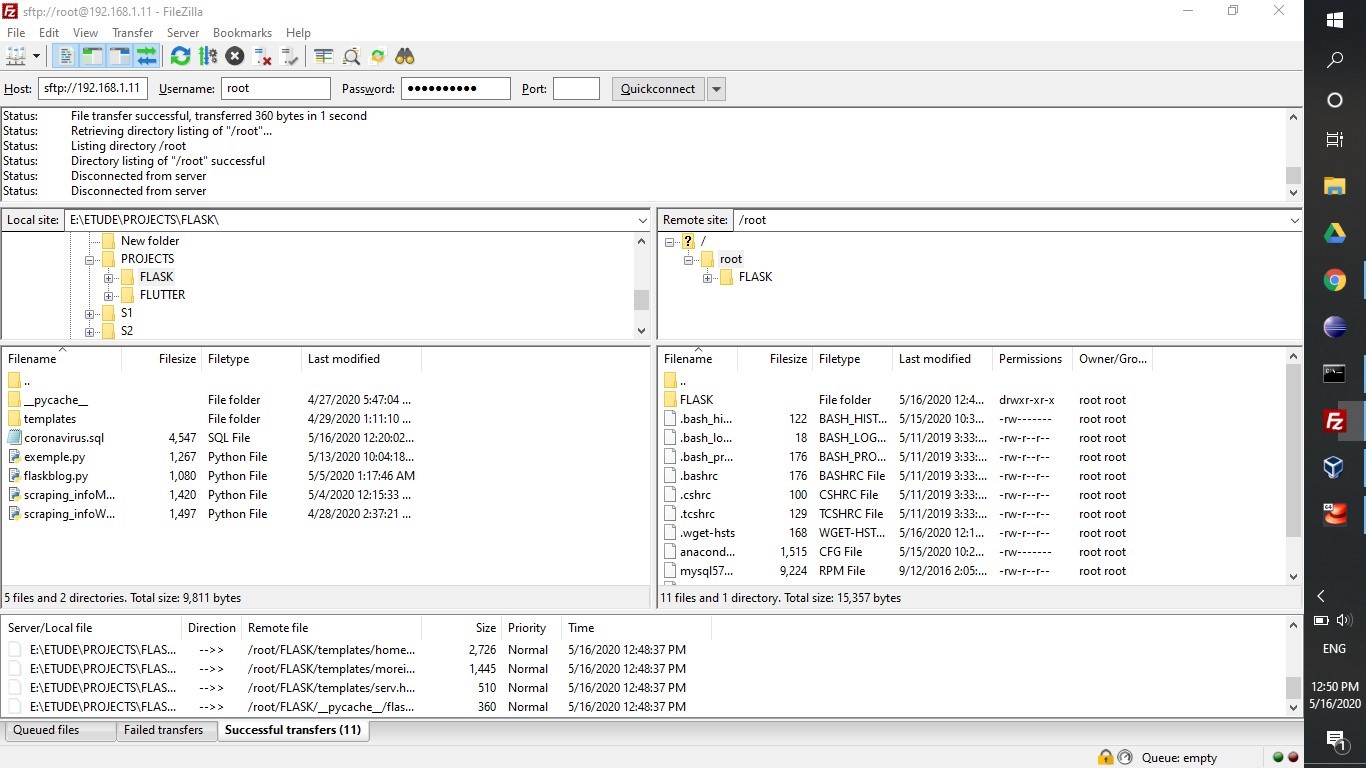 sftp://root@192.168.1.11 - FileZilla
File Edit View Transfer Server Bookmarks Help
Host: sftp://192.168.1.11 Username: root Password: ●●●●●●●●●● Port: Quickconnect
Status: File transfer successful, transferred 360 bytes in 1 second
Status: Retrieving directory listing of "/root"...
Status: Listing directory /root
Status: Directory listing of "/root" successful
Status: Disconnected from server
Status: Disconnected from server
Local site: E:\ETUDE\PROJECTS\FLASK\
New folder
PROJECTS
FLASK
FLUTTER
S1
S2
Filename Filesize Filetype Last modified
..
__pycache__ File folder 4/27/2020 5:47:04 ...
templates File folder 4/29/2020 1:11:10 ...
coronavirus.sql 4,547 SQL File 5/16/2020 12:20:02...
exemple.py 1,267 Python File 5/13/2020 10:04:18...
flaskblog.py 1,080 Python File 5/5/2020 1:17:46 AM
scraping_infoM... 1,420 Python File 5/4/2020 12:15:33 ...
scraping_infoW... 1,497 Python File 4/28/2020 2:37:21 ...
5 files and 2 directories. Total size: 9,811 bytes
Remote site: /root
/
root
FLASK
Filename Filesize Filetype Last modified Permissions Owner/Gro...
..
FLASK File folder 5/16/2020 12:4... drwxr-xr-x root root
.bash_hi... 122 BASH_HIST... 5/15/2020 10:3... -rw------- root root
.bash_lo... 18 BASH_LOG... 5/11/2019 3:33:... -rw-r--r-- root root
.bash_pr... 176 BASH_PRO... 5/11/2019 3:33:... -rw-r--r-- root root
.bashrc 176 BASHRC File 5/11/2019 3:33:... -rw-r--r-- root root
.cshrc 100 CSHRC File 5/11/2019 3:33:... -rw-r--r-- root root
.tcshrc 129 TCSHRC File 5/11/2019 3:33:... -rw-r--r-- root root
.wget-hsts 168 WGET-HST... 5/16/2020 12:1... -rw-r--r-- root root
anacond... 1,515 CFG File 5/15/2020 10:2... -rw------- root root
mysql57... 9,224 RPM File 9/12/2016 2:05:... -rw-r--r-- root root
11 files and 1 directory. Total size: 15,357 bytes
Server/Local file Direction Remote file Size Priority Time
E:\ETUDE\PROJECTS\FLAS... -->> /root/FLASK/templates/home... 2,726 Normal 5/16/2020 12:48:37 PM
E:\ETUDE\PROJECTS\FLAS... -->> /root/FLASK/templates/morei... 1,445 Normal 5/16/2020 12:48:37 PM
E:\ETUDE\PROJECTS\FLAS... -->> /root/FLASK/templates/serv.h... 510 Normal 5/16/2020 12:48:37 PM
E:\ETUDE\PROJECTS\FLAS... -->> /root/FLASK/__pycache__/flas... 360 Normal 5/16/2020 12:48:37 PM
Queued files Failed transfers Successful transfers (11)
Queue: empty
ENG
12:50 PM
5/16/2020
1